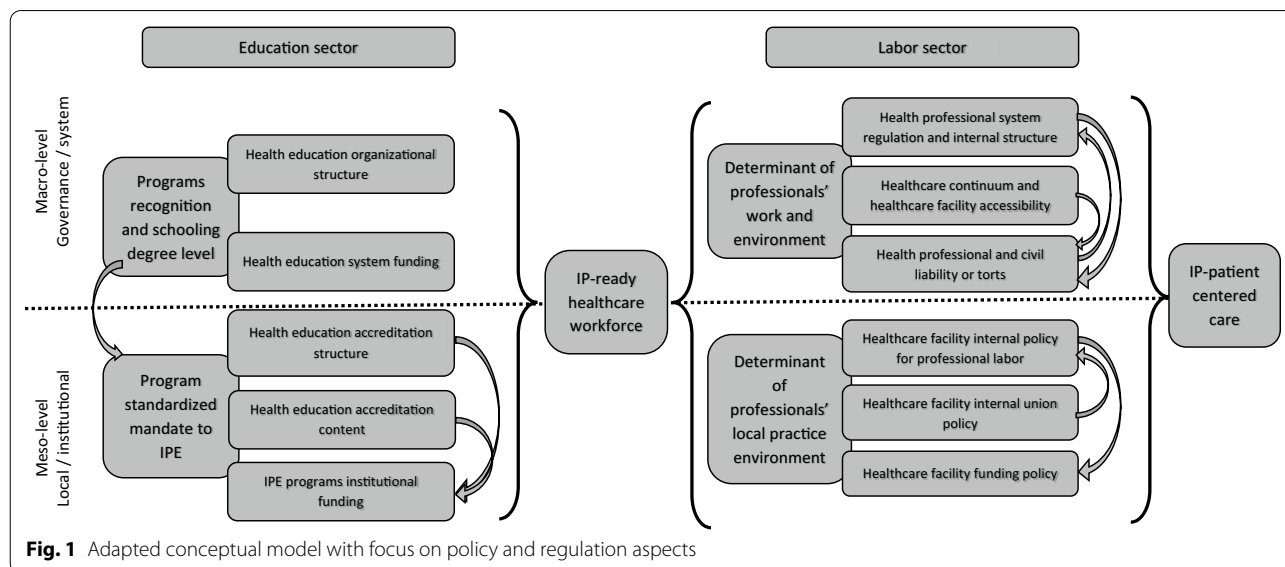 Education sector
Labor sector
Macro-level
Governance / system
Programs
recognition
and schooling
degree level
Health education organizational
structure
Health education system funding
Meso-level
Local / institutional
Program
standardized
mandate to
IPE
Health education accreditation
structure
Health education accreditation
content
IPE programs institutional
funding
IP-ready
healthcare
workforce
Determinant of
professionals’
work and
environment
Health professional system
regulation and internal structure
Healthcare continuum and
healthcare facility accessibility
Health professional and civil
liability or torts
Determinant
of
professionals’
local practice
environment
Healthcare facility internal policy
for professional labor
Healthcare facility internal union
policy
Healthcare facility funding policy
IP-patient
centered
care
Fig. 1 Adapted conceptual model with focus on policy and regulation aspects